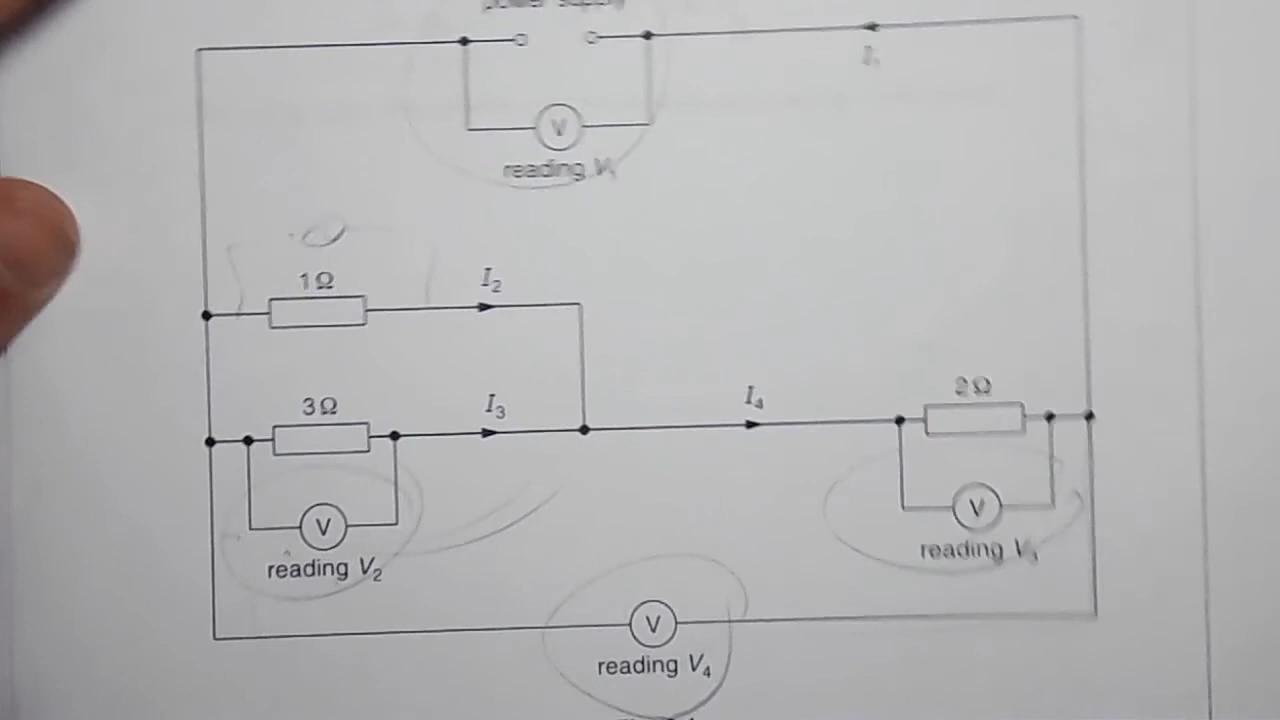 power supply
I₁
V
reading V₁
1Ω
I₂
3Ω
I₃
I₄
2Ω
V
reading V₂
V
reading V₃
V
reading V₄